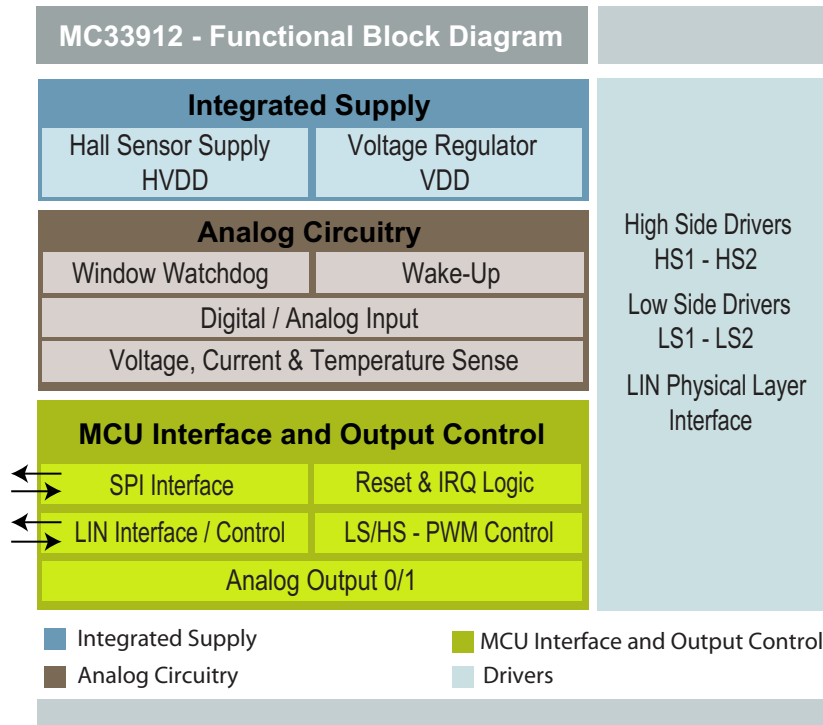 MC33912 - Functional Block Diagram
Integrated Supply
Hall Sensor Supply
HVDD
Voltage Regulator
VDD
Analog Circuitry
Window Watchdog
Wake-Up
Digital / Analog Input
Voltage, Current & Temperature Sense
MCU Interface and Output Control
SPI Interface
Reset & IRQ Logic
LIN Interface / Control
LS/HS - PWM Control
Analog Output 0/1
High Side Drivers
HS1 - HS2
Low Side Drivers
LS1 - LS2
LIN Physical Layer
Interface
Integrated Supply
MCU Interface and Output Control
Analog Circuitry
Drivers